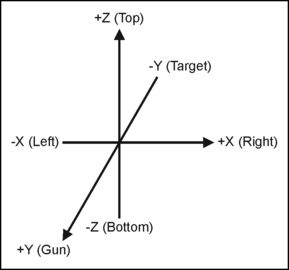 +Z (Top)
-Y (Target)
-X (Left)
+X (Right)
-Z (Bottom)
+Y (Gun)